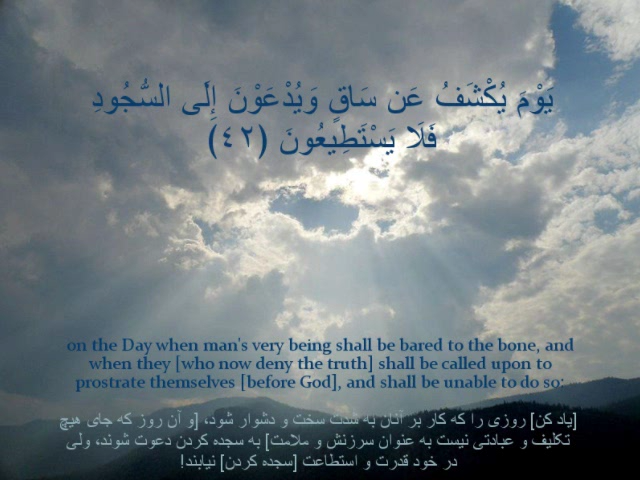 يَوْمَ يُكْشَفُ عَن سَاقٍ وَيُدْعَوْنَ إِلَى السُّجُودِ
فَلَا يَسْتَطِيعُونَ ﴿٤٢﴾
on the Day when man's very being shall be bared to the bone, and
when they [who now deny the truth] shall be called upon to
prostrate themselves [before God], and shall be unable to do so:
[یاد کن] روزی را که کار بر آنان به شدت سخت و دشوار شود، [و آن روز که جای هیچ
تکلیف و عبادتی نیست به عنوان سرزنش و ملامت] به سجده کردن دعوت شوند، ولی
در خود قدرت و استطاعت [سجده کردن] نیابند!